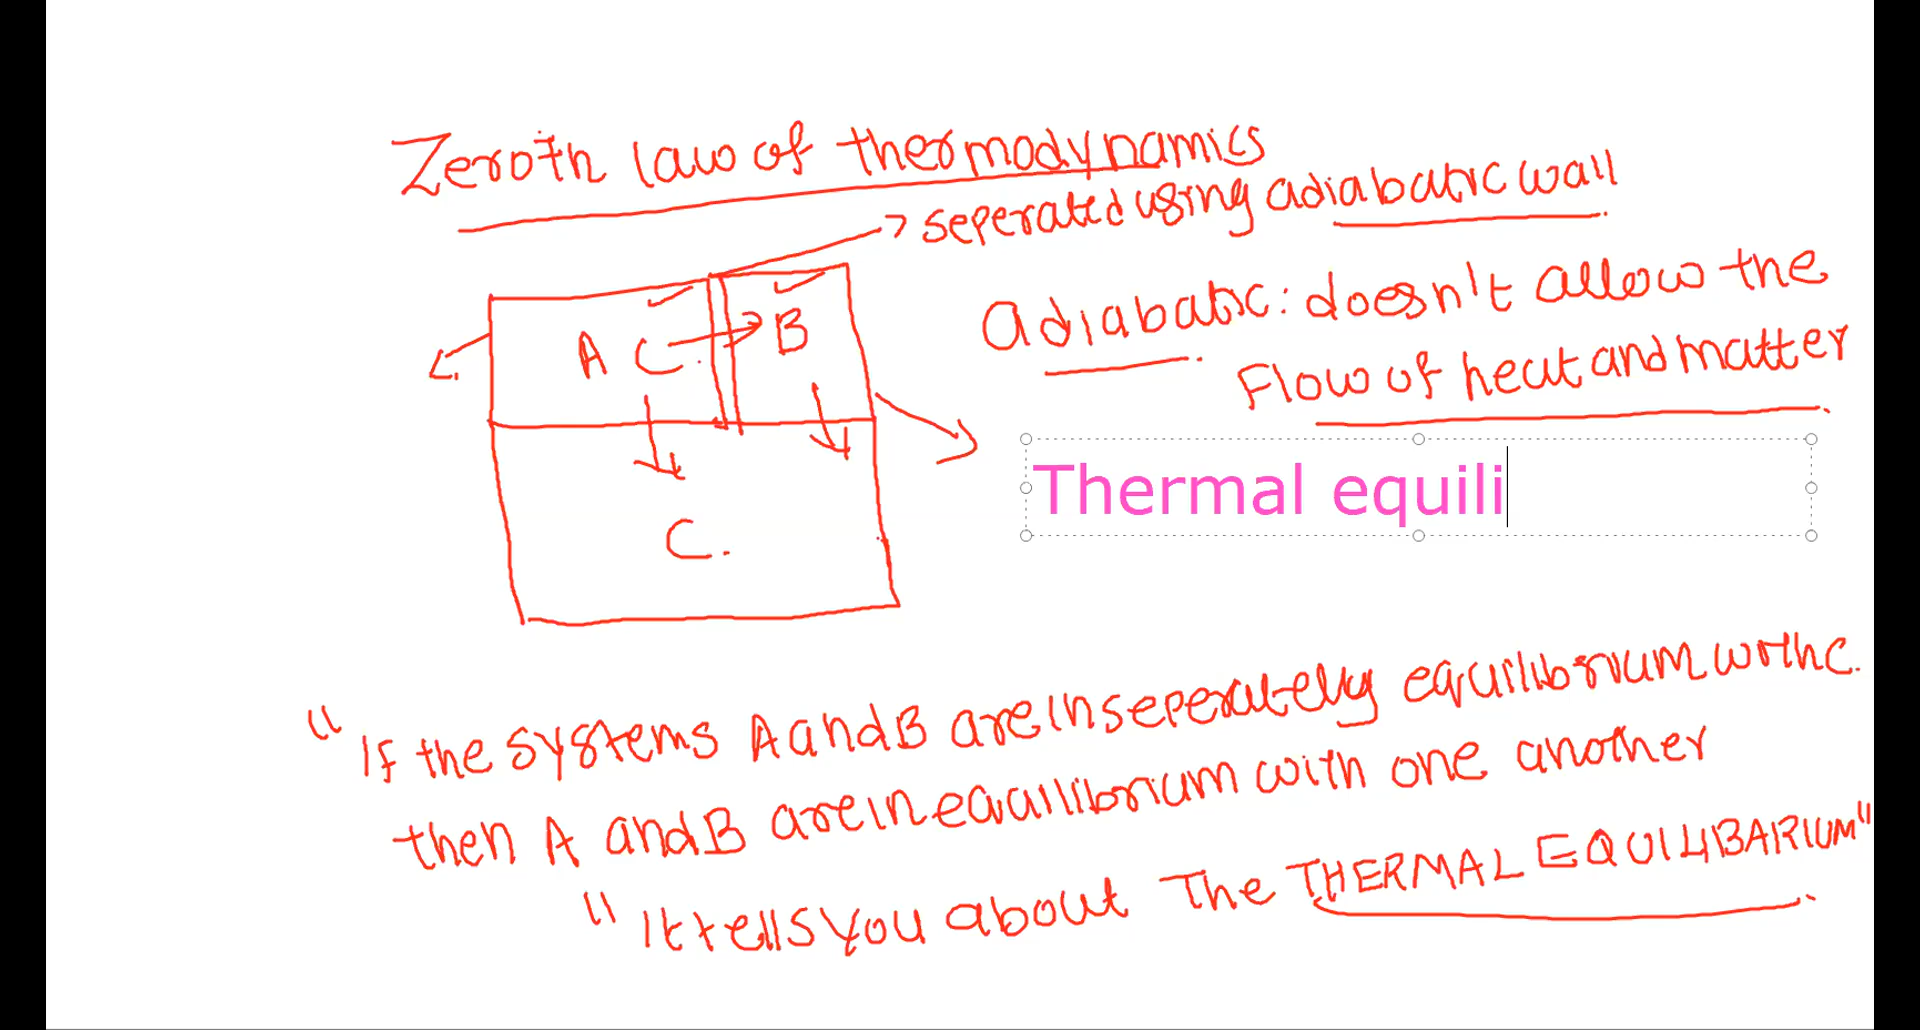 Zeroth law of thermodynamics
seperated using adiabatic wall
A C B
adiabatic: doesn't allow the
Flow of heat and matter
Thermal equili
C.
"If the systems A and B are in seperately equilibrium with c.
then A and B are in equilibrium with one another
"It tells you about The THERMAL EQUILIBARIUM"